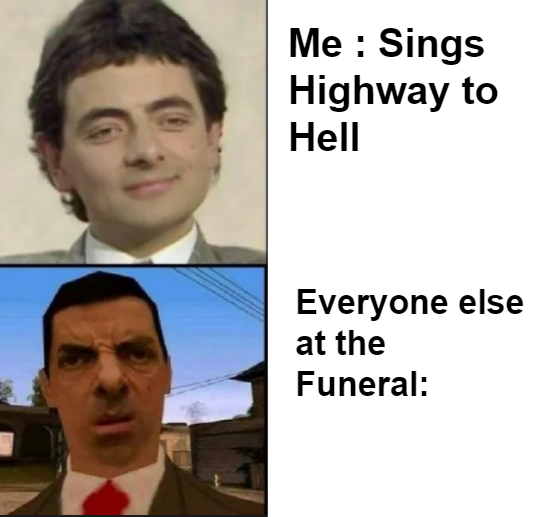 Me : Sings
Highway to
Hell
Everyone else
at the
Funeral: